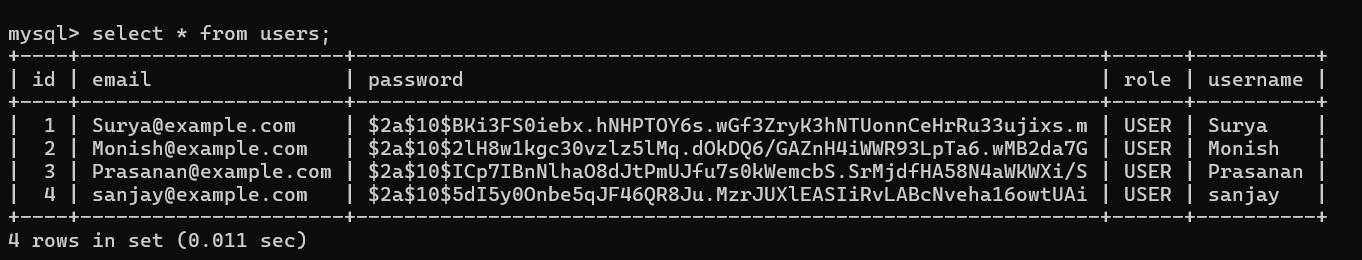 mysql> select * from users;
+----+----------------------+--------------------------------------------------------------+------+----------+
| id | email                | password                                                     | role | username |
+----+----------------------+--------------------------------------------------------------+------+----------+
|  1 | Surya@example.com    | $2a$10$BKi3FS0iebx.hNHPTOY6s.wGf3ZryK3hNTUonnCeHrRu33ujixs.m | USER | Surya    |
|  2 | Monish@example.com   | $2a$10$2lH8w1kgc30vzlz5lMq.dOkDQ6/GAZnH4iWWR93LpTa6.wMB2da7G | USER | Monish   |
|  3 | Prasanan@example.com | $2a$10$ICp7IBnNlhaO8dJtPmUJfu7s0kWemcbS.SrMjdfHA58N4aWKWXi/S | USER | Prasanan |
|  4 | sanjay@example.com   | $2a$10$5dI5y0Onbe5qJF46QR8Ju.MzrJUXlEASIiRvLABcNveha16owtUAi | USER | sanjay   |
+----+----------------------+--------------------------------------------------------------+------+----------+
4 rows in set (0.011 sec)